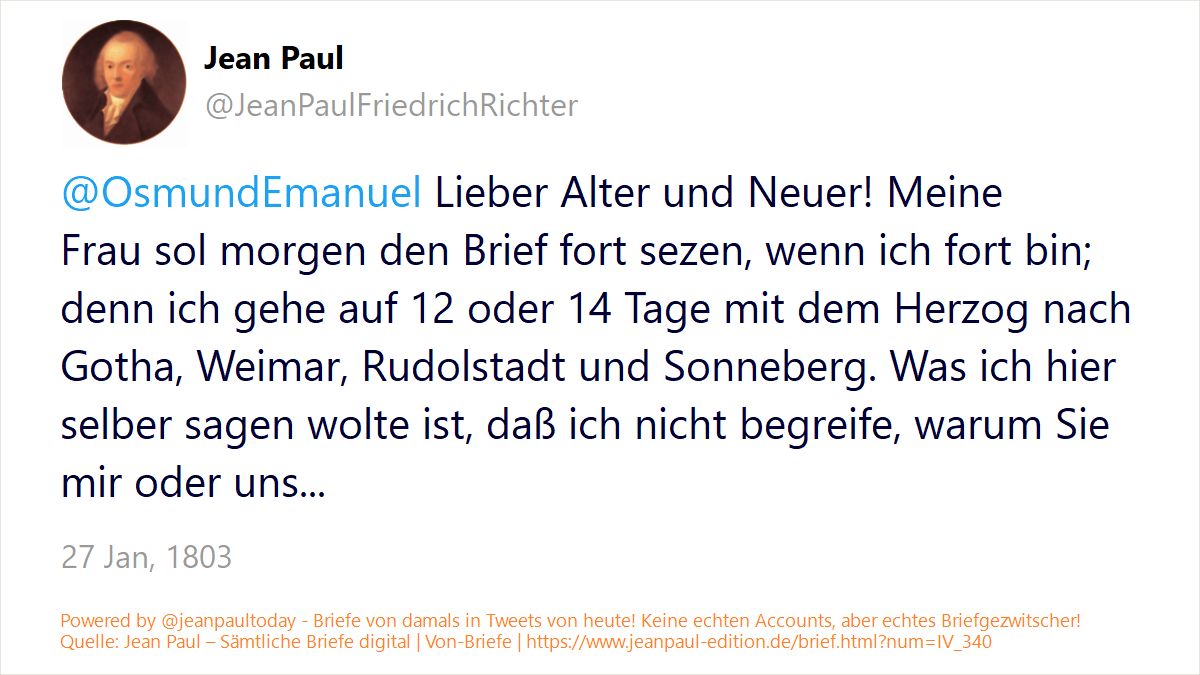 Jean Paul
@JeanPaulFriedrichRichter
@OsmundEmanuel Lieber Alter und Neuer! Meine
Frau sol morgen den Brief fort sezen, wenn ich fort bin;
denn ich gehe auf 12 oder 14 Tage mit dem Herzog nach
Gotha, Weimar, Rudolstadt und Sonneberg. Was ich hier
selber sagen wolte ist, daß ich nicht begreife, warum Sie
mir oder uns...
27 Jan, 1803
Powered by @jeanpaultoday - Briefe von damals in Tweets von heute! Keine echten Accounts, aber echtes Briefgezwitscher!
Quelle: Jean Paul – Sämtliche Briefe digital | Von-Briefe | https://www.jeanpaul-edition.de/brief.html?num=IV_340